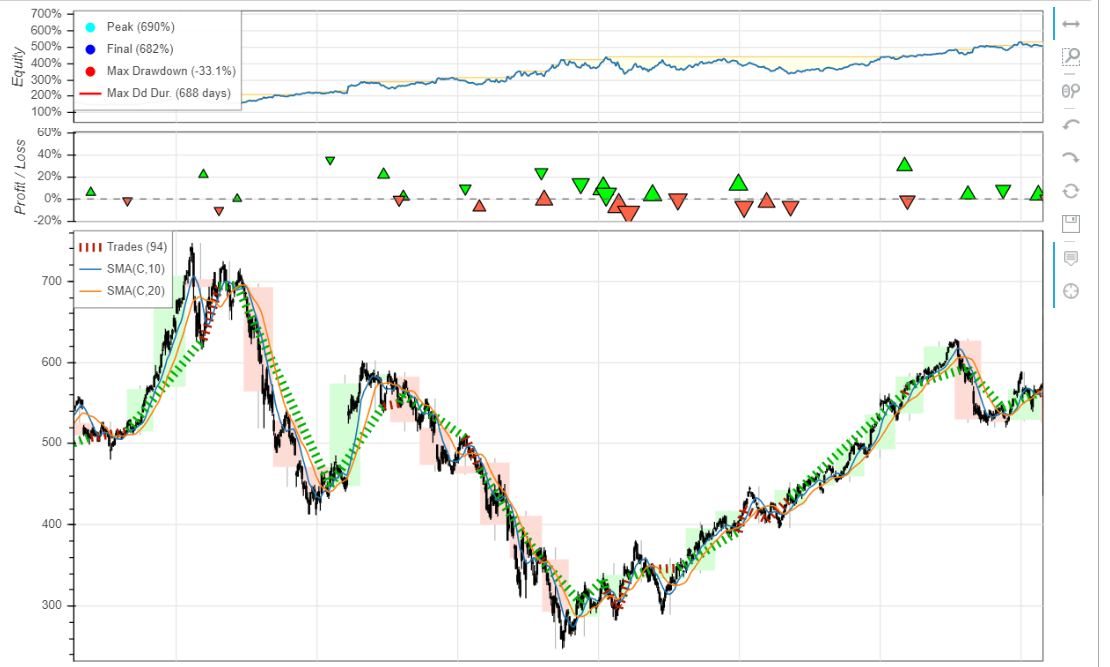 700%
600%
500%
400%
300%
200%
100%
Equity
Peak (690%)
Final (682%)
Max Drawdown (-33.1%)
Max Dd Dur. (688 days)
60%
40%
20%
0%
-20%
Profit / Loss
Trades (94)
SMA(C,10)
SMA(C,20)
700
600
500
400
300